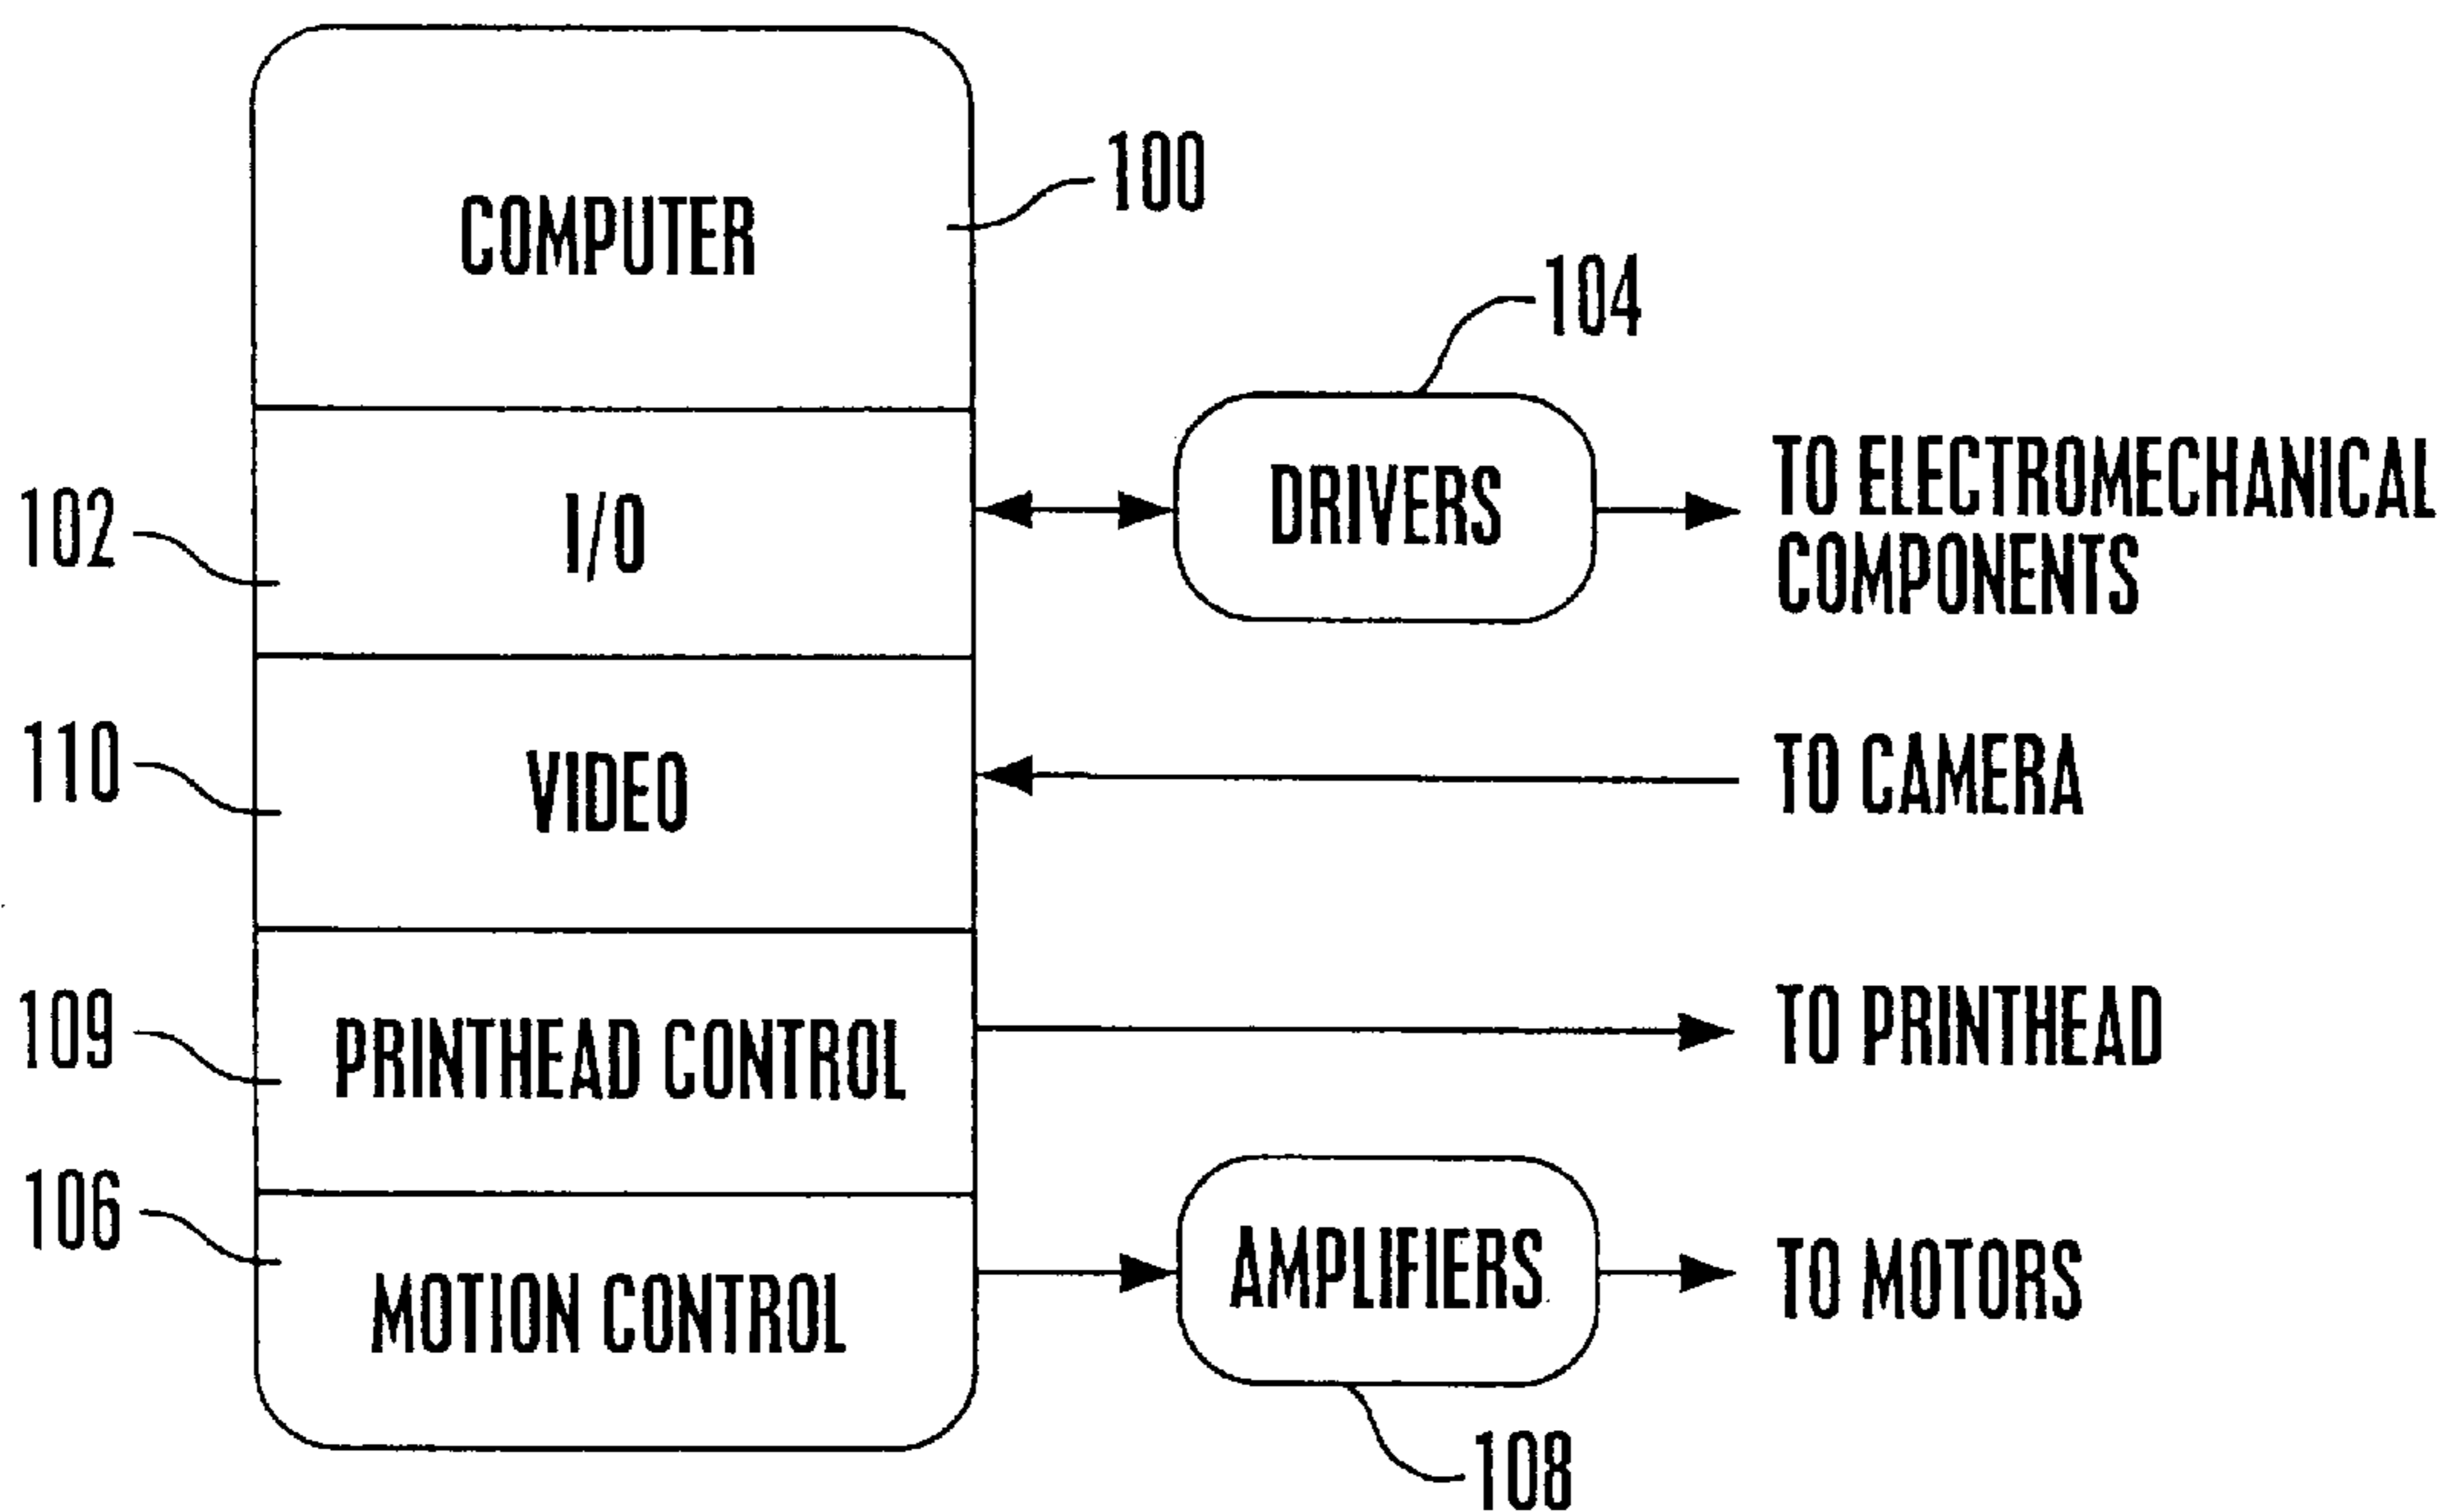 COMPUTER
100
104
102
I/O
DRIVERS
TO ELECTROMECHANICAL
COMPONENTS
110
VIDEO
TO CAMERA
109
PRINTHEAD CONTROL
TO PRINTHEAD
106
MOTION CONTROL
AMPLIFIERS
TO MOTORS
108